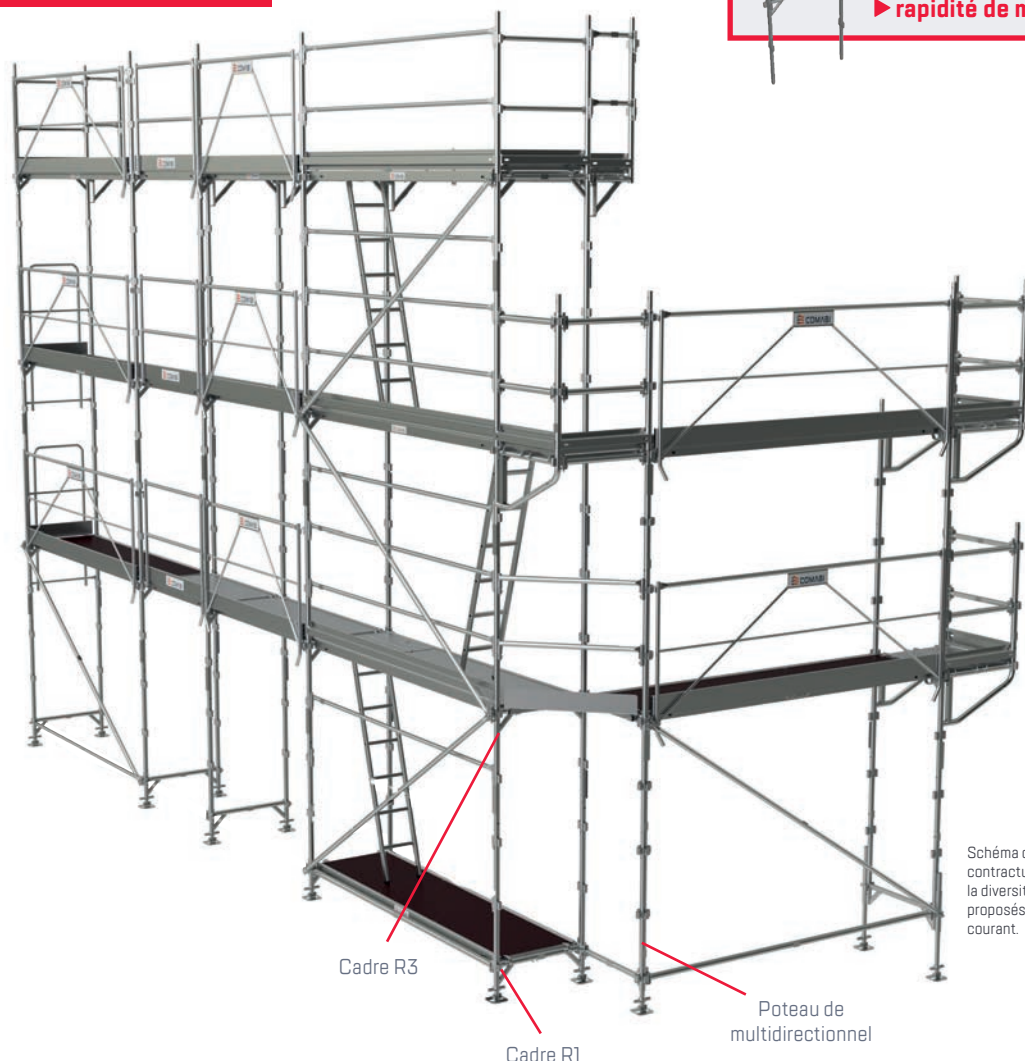 ▶ rapidité de m
COMABI
COMABI
Schéma
contractu
la diversit
proposés
courant.
Cadre R3
Poteau de
multidirectionnel
Cadre R1